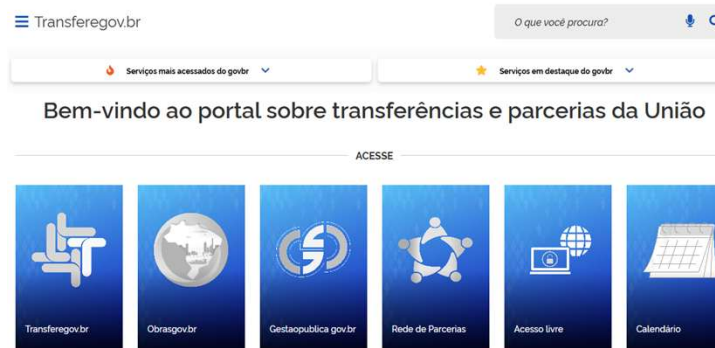 Transferegov.br
O que você procura?
Serviços mais acessados do govbr
Serviços em destaque do govbr
Bem-vindo ao portal sobre transferências e parcerias da União
ACESSE
Transferegov.br
Obrasgov.br
Gestaopublica gov.br
Rede de Parcerias
Acesso livre
Calendário